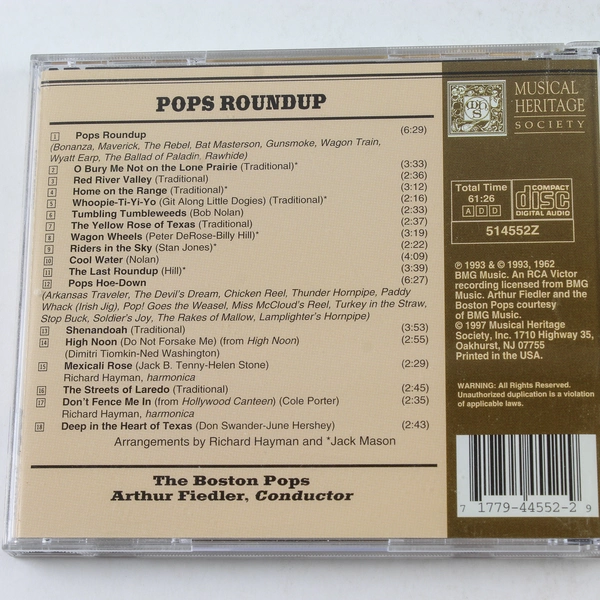 POPS ROUNDUP
1 Pops Roundup (6:29)
(Bonanza, Maverick, The Rebel, Bat Masterson, Gunsmoke, Wagon Train,
Wyatt Earp, The Ballad of Paladin, Rawhide)
2 O Bury Me Not on the Lone Prairie (Traditional)* (3:33)
3 Red River Valley (Traditional) (2:36)
4 Home on the Range (Traditional)* (3:12)
5 Whoopie-Ti-Yi-Yo (Git Along Little Dogies) (Traditional)* (2:16)
6 Tumbling Tumbleweeds (Bob Nolan) (2:33)
7 The Yellow Rose of Texas (Traditional) (2:37)
8 Wagon Wheels (Peter DeRose-Billy Hill)* (3:19)
9 Riders in the Sky (Stan Jones)* (2:22)
10 Cool Water (Nolan) (4:09)
11 The Last Roundup (Hill)* (3:39)
12 Pops Hoe-Down (6:27)
(Arkansas Traveler, The Devil's Dream, Chicken Reel, Thunder Hornpipe, Paddy
Whack (Irish Jig), Pop! Goes the Weasel, Miss McCloud's Reel, Turkey in the Straw,
Stop Buck, Soldier's Joy, The Rakes of Mallow, Lamplighter's Hornpipe)
13 Shenandoah (Traditional) (3:53)
14 High Noon (Do Not Forsake Me) (from High Noon) (2:55)
(Dimitri Tiomkin-Ned Washington)
15 Mexicali Rose (Jack B. Tenny-Helen Stone) (2:29)
Richard Hayman, harmonica
16 The Streets of Laredo (Traditional) (2:45)
17 Don't Fence Me In (from Hollywood Canteen) (Cole Porter) (2:35)
Richard Hayman, harmonica
18 Deep in the Heart of Texas (Don Swander-June Hershey) (2:43)
Arrangements by Richard Hayman and *Jack Mason
The Boston Pops
Arthur Fiedler, Conductor
MUSICAL
HERITAGE
SOCIETY
Total Time
61:26
A D D
COMPACT
disc
DIGITAL AUDIO
514552Z
℗ 1993 & © 1993, 1962
BMG Music. An RCA Victor
recording licensed from BMG
Music. Arthur Fiedler and the
Boston Pops courtesy
of BMG Music.
© 1997 Musical Heritage
Society, Inc. 1710 Highway 35,
Oakhurst, NJ 07755
Printed in the USA.
WARNING: All Rights Reserved.
Unauthorized duplication is a violation
of applicable laws.
7 1779-44552-2 9